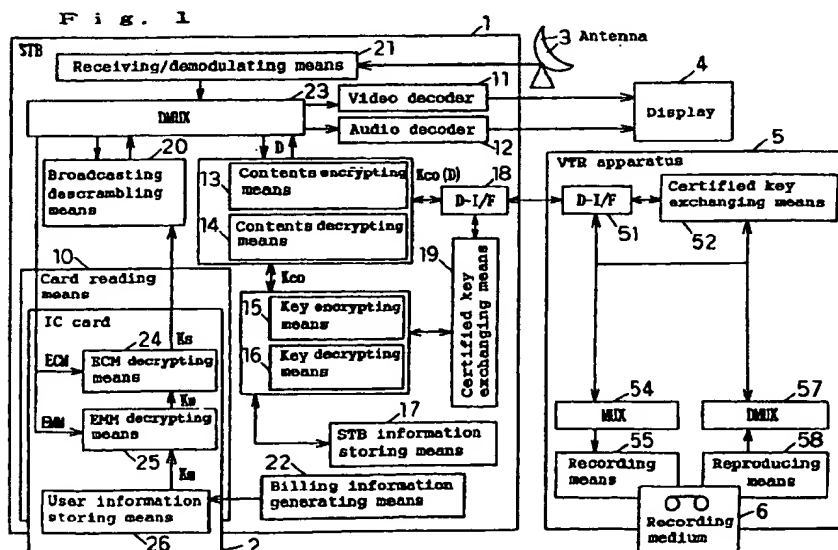 Fig. 1
STB
1
21
Receiving/demodulating means
3
Antenna
23
DMUX
11
Video decoder
Audio decoder
12
4
Display
20
Broadcasting
descrambling
means
D
13
Contents encrypting
means
14
Contents decrypting
means
Kco(D)
18
D-I/F
19
Certified key
exchanging means
5
VTR apparatus
D-I/F
51
Certified key
exchanging means
52
10
Card reading
means
IC card
Ks
24
ECM
ECM decrypting
means
Kw
EMM
EMM decrypting
means
25
Km
User information
storing means
26
2
Kco
15
Key encrypting
means
16
Key decrypting
means
17
STB information
storing means
22
Billing information
generating means
54
MUX
55
Recording
means
57
DMUX
58
Reproducing
means
6
Recording
medium